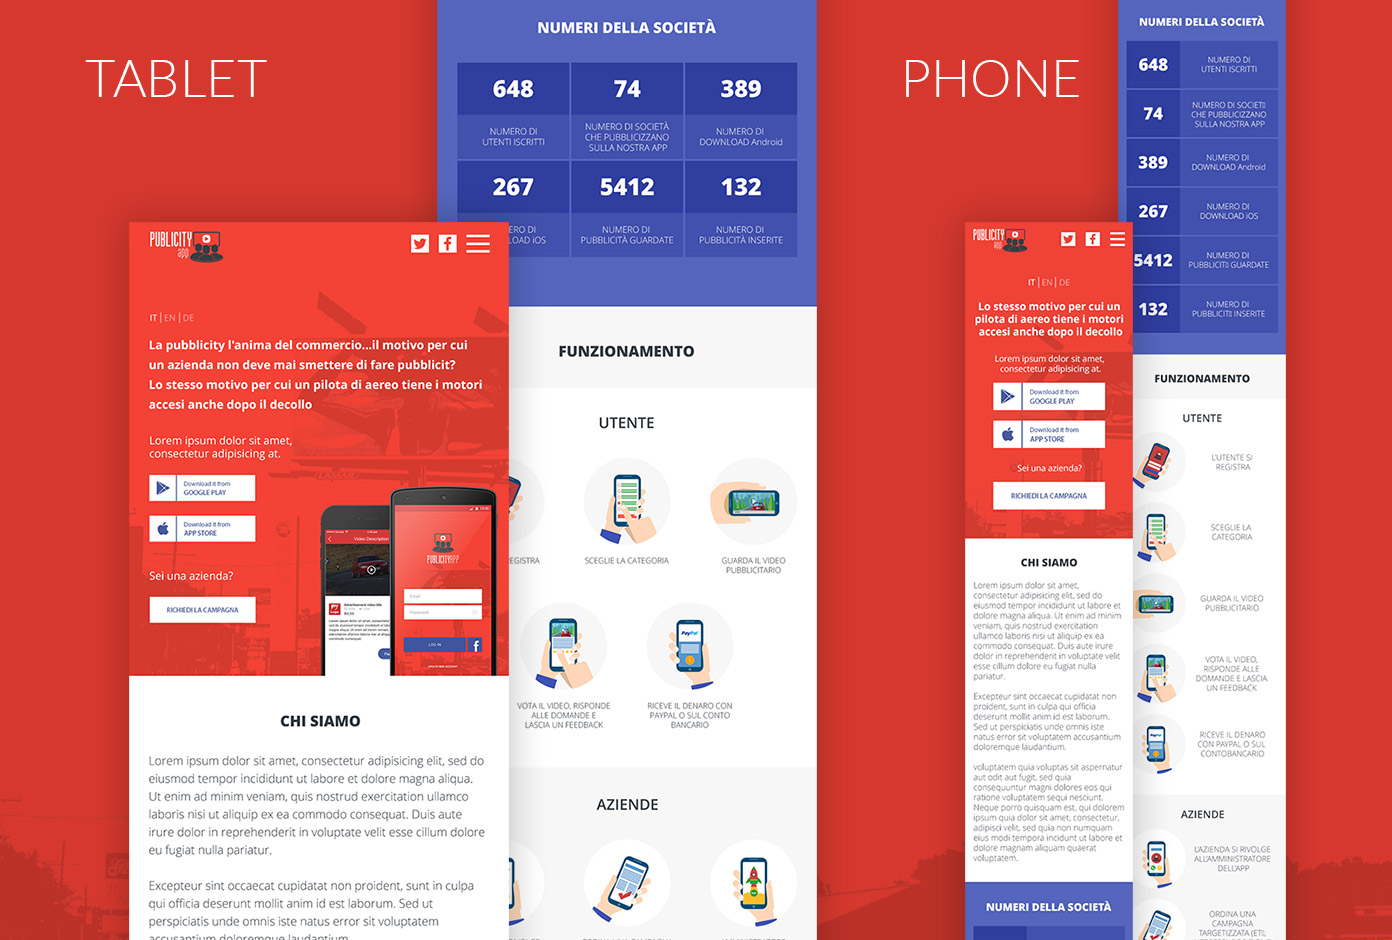 TABLET
NUMERI DELLA SOCIETÀ
648
74
389
NUMERO DI
UTENTI ISCRITTI
NUMERO DI SOCIETÀ
CHE PUBBLICIZZANO
SULLA NOSTRA APP
NUMERO DI
DOWNLOAD Android
267
5412
132
ERO DI
LOAD iOS
NUMERO DI
PUBBLICITÀ GUARDATE
NUMERO DI
PUBBLICITÀ INSERITE
PUBLICITY
app
IT | EN | DE
La pubblicity l'anima del commercio...il motivo per cui
un azienda non deve mai smettere di fare pubblicit?
Lo stesso motivo per cui un pilota di aereo tiene i motori
accesi anche dopo il decollo
Lorem ipsum dolor sit amet,
consectetur adipisicing at.
Download it from
GOOGLE PLAY
Download it from
APP STORE
Sei una azienda?
RICHIEDI LA CAMPAGNA
Video Description
Advertisement video title
PUBLICITYAPP
Email
Password
LOG IN
CREATE NEW ACCOUNT
CHI SIAMO
Lorem ipsum dolor sit amet, consectetur adipisicing elit, sed do
eiusmod tempor incididunt ut labore et dolore magna aliqua.
Ut enim ad minim veniam, quis nostrud exercitation ullamco
laboris nisi ut aliquip ex ea commodo consequat. Duis aute
irure dolor in reprehenderit in voluptate velit esse cillum dolore
eu fugiat nulla pariatur.
Excepteur sint occaecat cupidatat non proident, sunt in culpa
qui officia deserunt mollit anim id est laborum. Sed ut
perspiciatis unde omnis iste natus error sit voluptatem
accusantium doloremque laudantium,
FUNZIONAMENTO
UTENTE
REGISTRA
SCEGLIE LA CATEGORIA
GUARDA IL VIDEO
PUBBLICITARIO
PayPal
VOTA IL VIDEO, RISPONDE
ALLE DOMANDE E
LASCIA UN FEEDBACK
RICEVE IL DENARO CON
PAYPAL O SUL CONTO
BANCARIO
AZIENDE
PHONE
NUMERI DELLA SOCIETÀ
648
NUMERO DI
UTENTI ISCRITTI
74
NUMERO DI SOCIET▯
CHE PUBBLICIZZANO
SULLA NOSTRA APP
389
NUMERO DI
DOWNLOAD Android
267
NUMERO DI
DOWNLOAD iOS
5412
NUMERO DI
PUBBLICIT▯ GUARDATE
132
NUMERO DI
PUBBLICIT▯ INSERITE
PUBLICITY
app
IT | EN | DE
Lo stesso motivo per cui un
pilota di aereo tiene i motori
accesi anche dopo il decollo
Lorem ipsum dolor sit amet,
consectetur adipisicing at.
Download it from
GOOGLE PLAY
Download it from
APP STORE
Sei una azienda?
RICHIEDI LA CAMPAGNA
CHI SIAMO
Lorem ipsum dolor sit amet,
consectetur adipisicing elit, sed do
eiusmod tempor incididunt ut labore et
dolore magna aliqua. Ut enim ad minim
veniam, quis nostrud exercitation
ullamco laboris nisi ut aliquip ex ea
commodo consequat. Duis aute irure
dolor in reprehenderit in voluptate velit
esse cillum dolore eu fugiat nulla
pariatur.
Excepteur sint occaecat cupidatat non
proident, sunt in culpa qui officia
deserunt mollit anim id est laborum.
Sed ut perspiciatis unde omnis iste
natus error sit voluptatem accusantium
doloremque laudantium.
voluptatem quia voluptas sit aspernatur
aut odit aut fugit, sed quia
consequuntur magni dolores eos qui
ratione voluptatem sequi nesciunt.
Neque porro quisquam est, qui dolorem
ipsum quia dolor sit amet, consectetur,
adipisci velit, sed quia non numquam
eius modi tempora incidunt ut labore et
dolore magnam aliquam quaerat
voluptatem.
NUMERI DELLA SOCIETÀ
FUNZIONAMENTO
UTENTE
L'UTENTE SI
REGISTRA
SCEGLIE LA
CATEGORIA
GUARDA IL VIDEO
PUBBLICITARIO
VOTA IL VIDEO,
RISPONDE ALLE
DOMANDE E LASCIA
UN FEEDBACK
PayPal
RICEVE IL DENARO
CON PAYPAL O SUL
CONTOBANCARIO
AZIENDE
L'AZIENDA SI RIVOLGE
ALL'AMMINISTRATORE
DELL'APP
ORDINA UNA
CAMPAGNA
TARGETIZZATA (ETÀ,